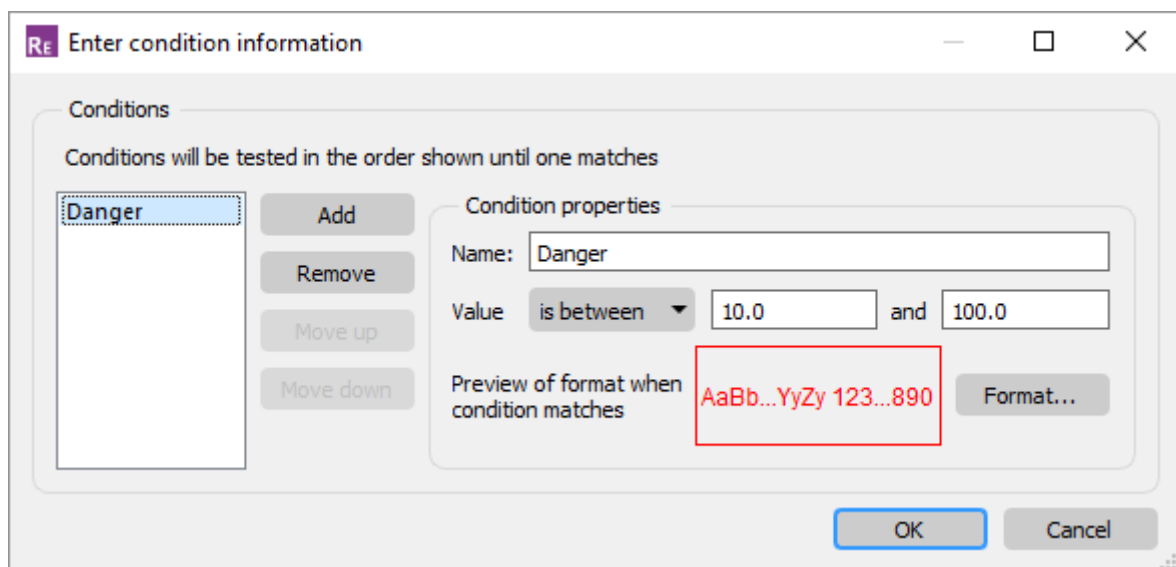 RE Enter condition information
Conditions
Conditions will be tested in the order shown until one matches
Danger
Add
Remove
Move up
Move down
Condition properties
Name: Danger
Value is between 10.0 and 100.0
Preview of format when
condition matches
AaBb...YyZy 123...890
Format...
OK
Cancel